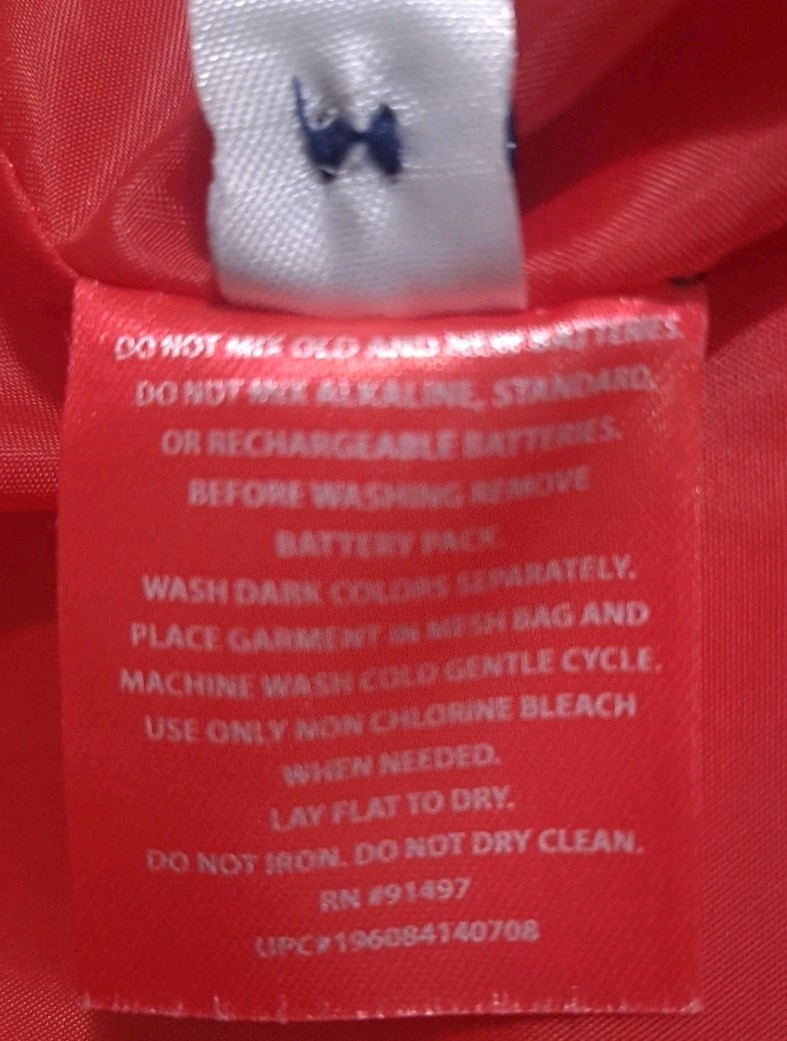 DO NOT MIX OLD AND NEW BATTERIES.
DO NOT MIX ALKALINE, STANDARD,
OR RECHARGEABLE BATTERIES.
BEFORE WASHING REMOVE
BATTERY PACK
WASH DARK COLORS SEPARATELY.
PLACE GARMENT IN MESH BAG AND
MACHINE WASH COLD GENTLE CYCLE.
USE ONLY NON CHLORINE BLEACH
WHEN NEEDED.
LAY FLAT TO DRY.
DO NOT IRON. DO NOT DRY CLEAN.
RN #91497
UPC#196084140708